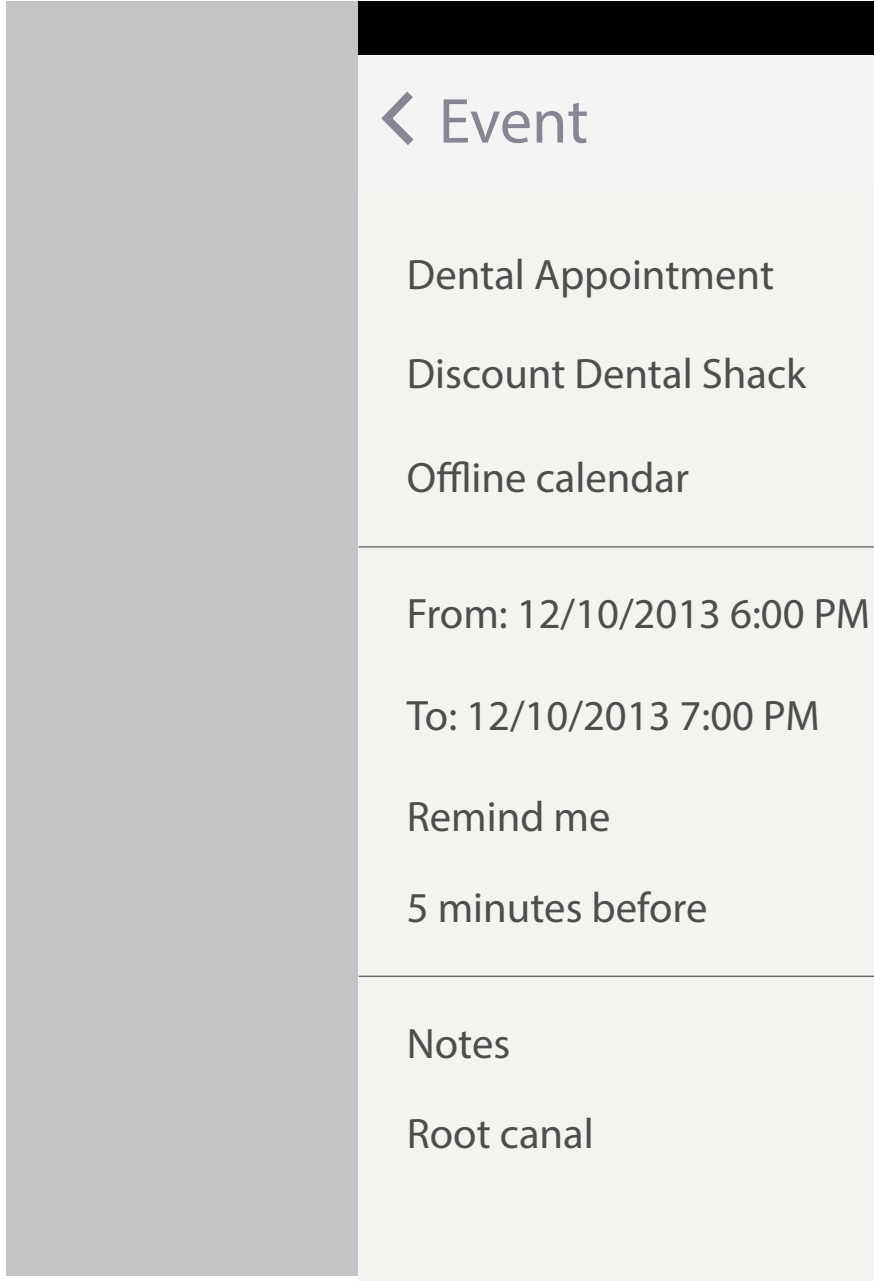 Event
Dental Appointment
Discount Dental Shack
Offline calendar
From: 12/10/2013 6:00 PM
To: 12/10/2013 7:00 PM
Remind me
5 minutes before
Notes
Root canal